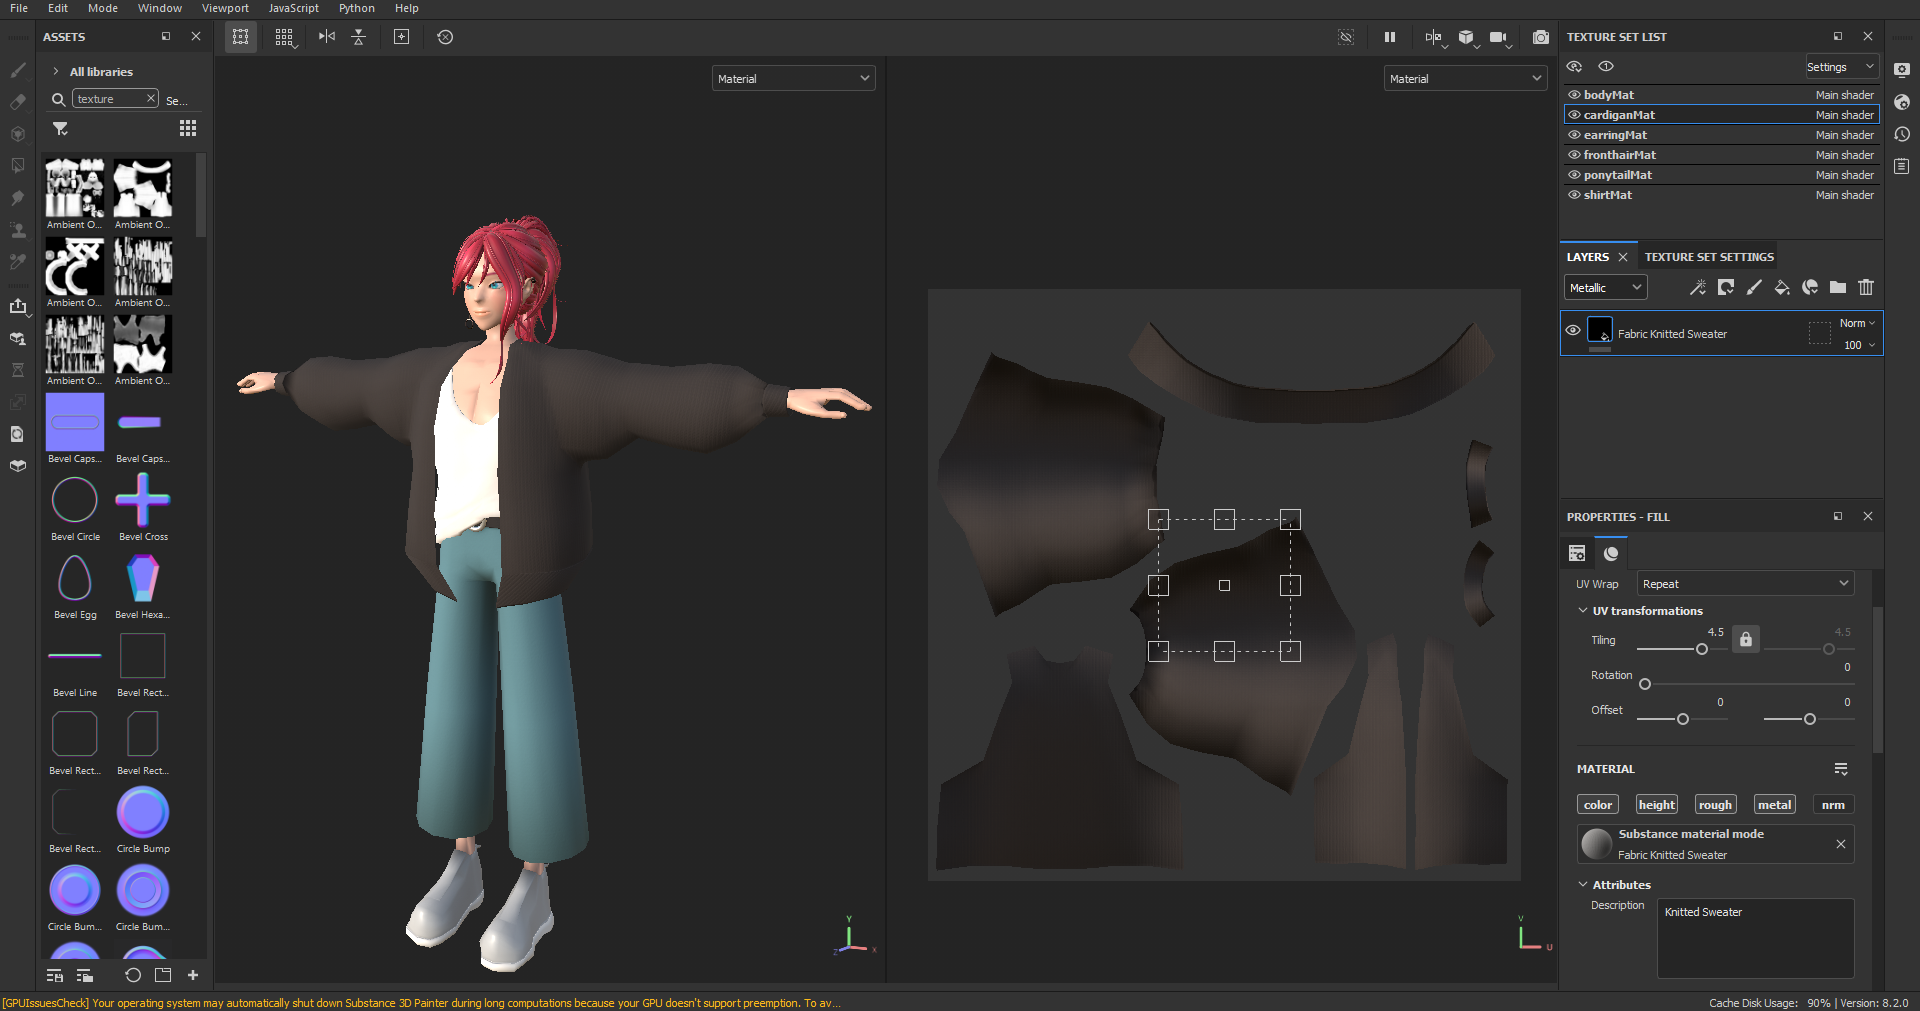 File Edit Mode Window Viewport JavaScript Python Help
ASSETS
All libraries
texture
Se...
Ambient O... Ambient O...
Ambient O... Ambient O...
Ambient O... Ambient O...
Bevel Caps... Bevel Caps...
Bevel Circle Bevel Cross
Bevel Egg Bevel Hexa...
Bevel Line Bevel Rect...
Bevel Rect... Bevel Rect...
Bevel Rect... Circle Bump
Circle Bum... Circle Bum...
Material
Y
Z X
Material
V
U
TEXTURE SET LIST
Settings
bodyMat Main shader
cardiganMat Main shader
earringMat Main shader
fronthairMat Main shader
ponytailMat Main shader
shirtMat Main shader
LAYERS TEXTURE SET SETTINGS
Metallic
Fabric Knitted Sweater
Norm
100
PROPERTIES - FILL
UV Wrap Repeat
UV transformations
Tiling 4.5 4.5
Rotation 0
Offset 0 0
MATERIAL
color height rough metal nrm
Substance material mode
Fabric Knitted Sweater
Attributes
Description Knitted Sweater
[GPUIssuesCheck] Your operating system may automatically shut down Substance 3D Painter during long computations because your GPU doesn't support preemption. To av...
Cache Disk Usage: 90% | Version: 8.2.0